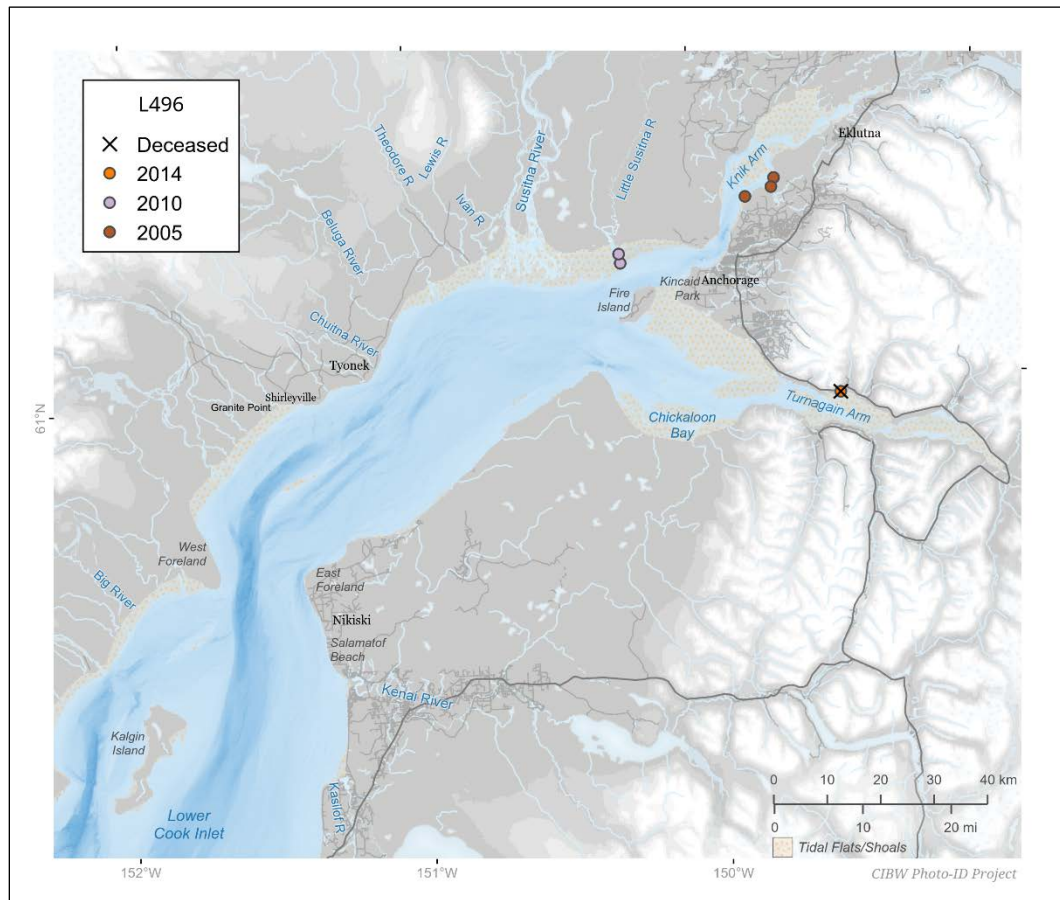 L496
Deceased
2014
2010
2005
Theodore R
Lewis R
Ivan R
Susitna River
Little Susitna R
Knik Arm
Eklutna
Beluga River
Chuitna River
Tyonek
Shirleyville
Granite Point
Fire
Island
Kincaid
Park
Anchorage
Turnagain Arm
Chickaloon
Bay
61°N
West
Foreland
Big River
East
Foreland
Nikiski
Salamatof
Beach
Kenai River
Kalgin
Island
Lower
Cook Inlet
Kasilof R
0 10 20 30 40 km
0 10 20 mi
Tidal Flats/Shoals
152°W 151°W 150°W
CIBW Photo-ID Project